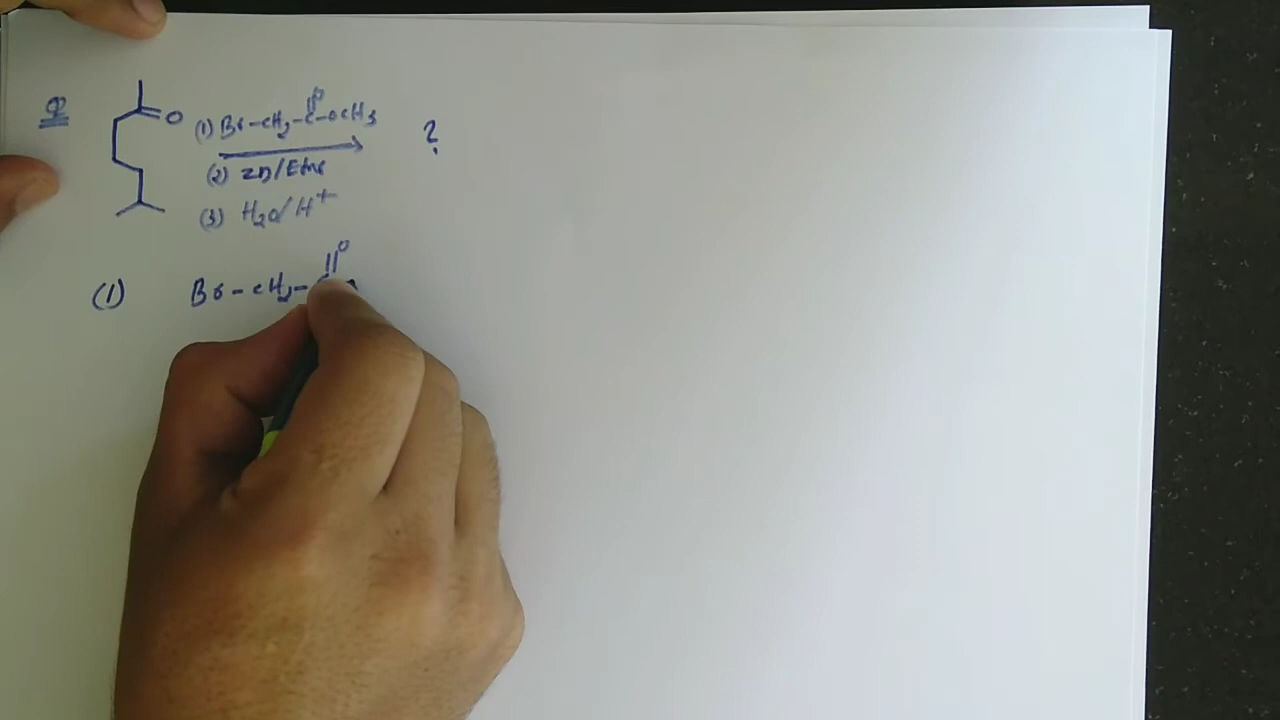 Q
O (1) Br-CH2-C-OCH3
O
?
(2) Zn/Ether
(3) H2O/H+
O
(1) Br-CH2-